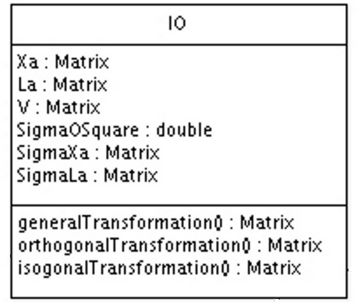 IO
Xa : Matrix
La : Matrix
V : Matrix
SigmaOSquare : double
SigmaXa : Matrix
SigmaLa : Matrix
generalTransformation() : Matrix
orthogonalTransformation() : Matrix
isogonalTransformation() : Matrix